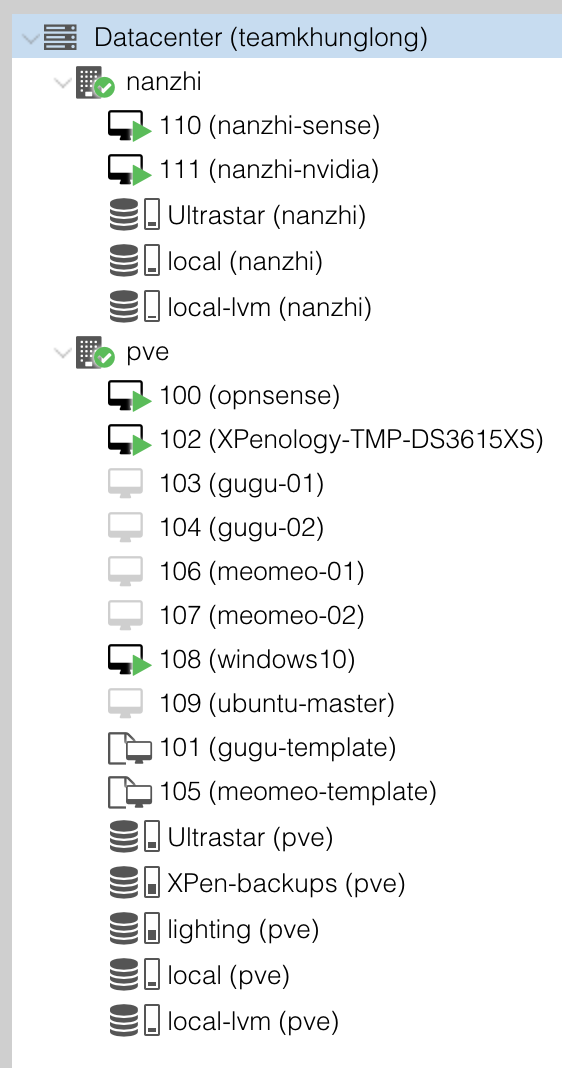 Datacenter (teamkhunglong)
nanzhi
110 (nanzhi-sense)
111 (nanzhi-nvidia)
Ultrastar (nanzhi)
local (nanzhi)
local-lvm (nanzhi)
pve
100 (opnsense)
102 (XPenology-TMP-DS3615XS)
103 (gugu-01)
104 (gugu-02)
106 (meomeo-01)
107 (meomeo-02)
108 (windows10)
109 (ubuntu-master)
101 (gugu-template)
105 (meomeo-template)
Ultrastar (pve)
XPen-backups (pve)
lighting (pve)
local (pve)
local-lvm (pve)